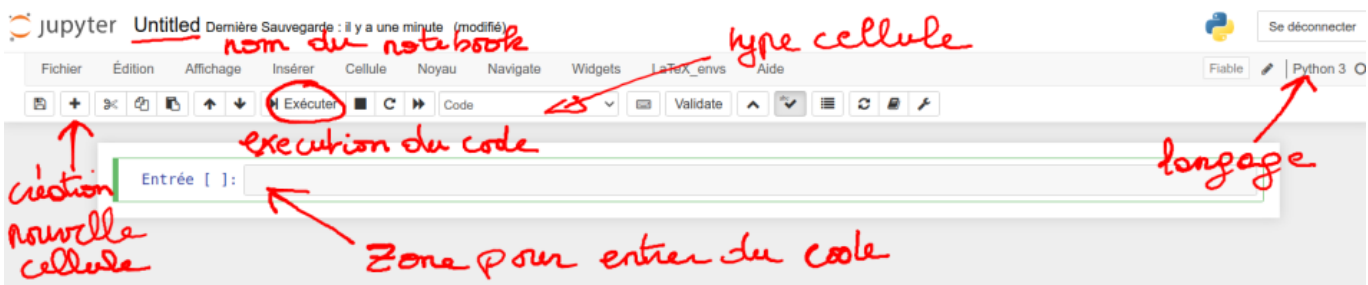 jupyter Untitled Dernière Sauvegarde : il y a une minute (modifié) Se déconnecter
nom du notebook
type cellule
Fichier Édition Affichage Insérer Cellule Noyau Navigate Widgets LaTeX_envs Aide Fiable Python 3
Exécuter Code Validate
execution du code
langage
Entrée [ ]:
création
nouvelle
cellule
Zone pour entrer du code